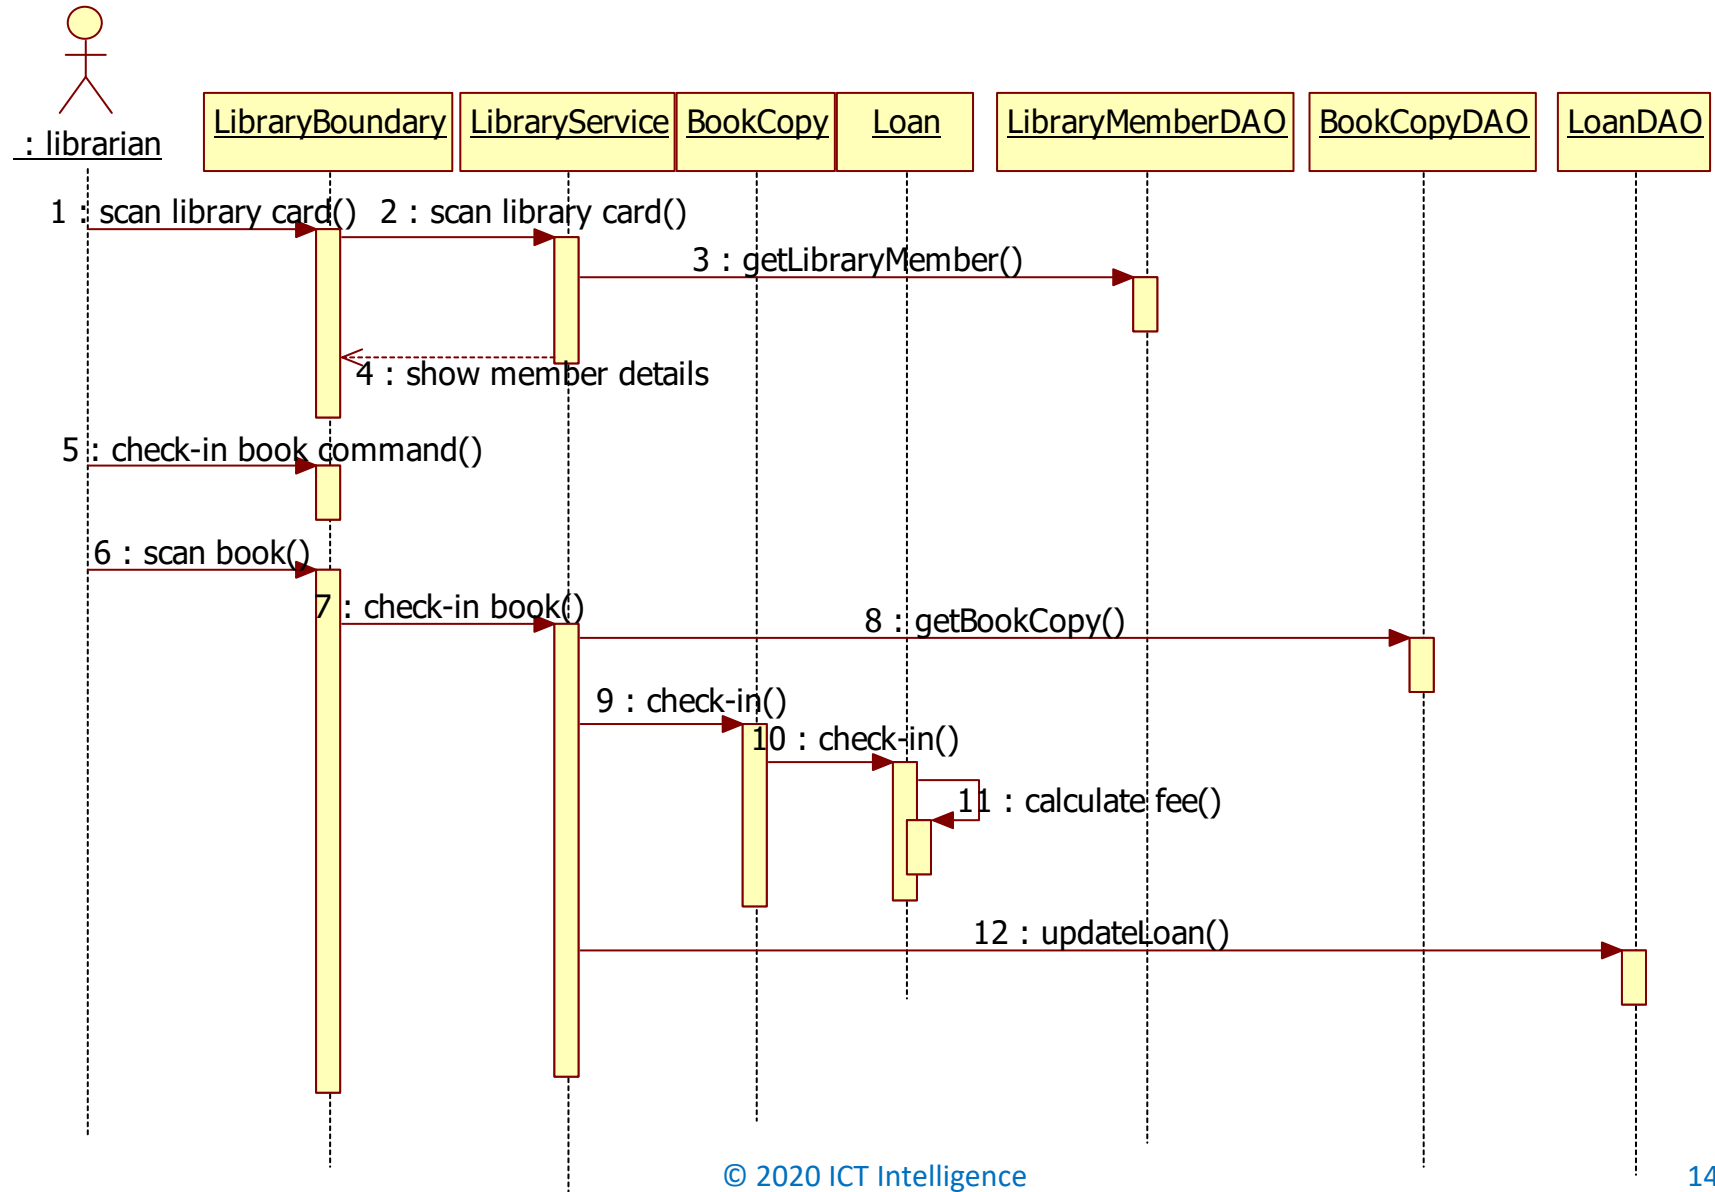 : librarian
LibraryBoundary
LibraryService
BookCopy
Loan
LibraryMemberDAO
BookCopyDAO
LoanDAO
1 : scan library card()
2 : scan library card()
3 : getLibraryMember()
4 : show member details
5 : check-in book command()
6 : scan book()
7 : check-in book()
8 : getBookCopy()
9 : check-in()
10 : check-in()
11 : calculate fee()
12 : updateLoan()
© 2020 ICT Intelligence
14